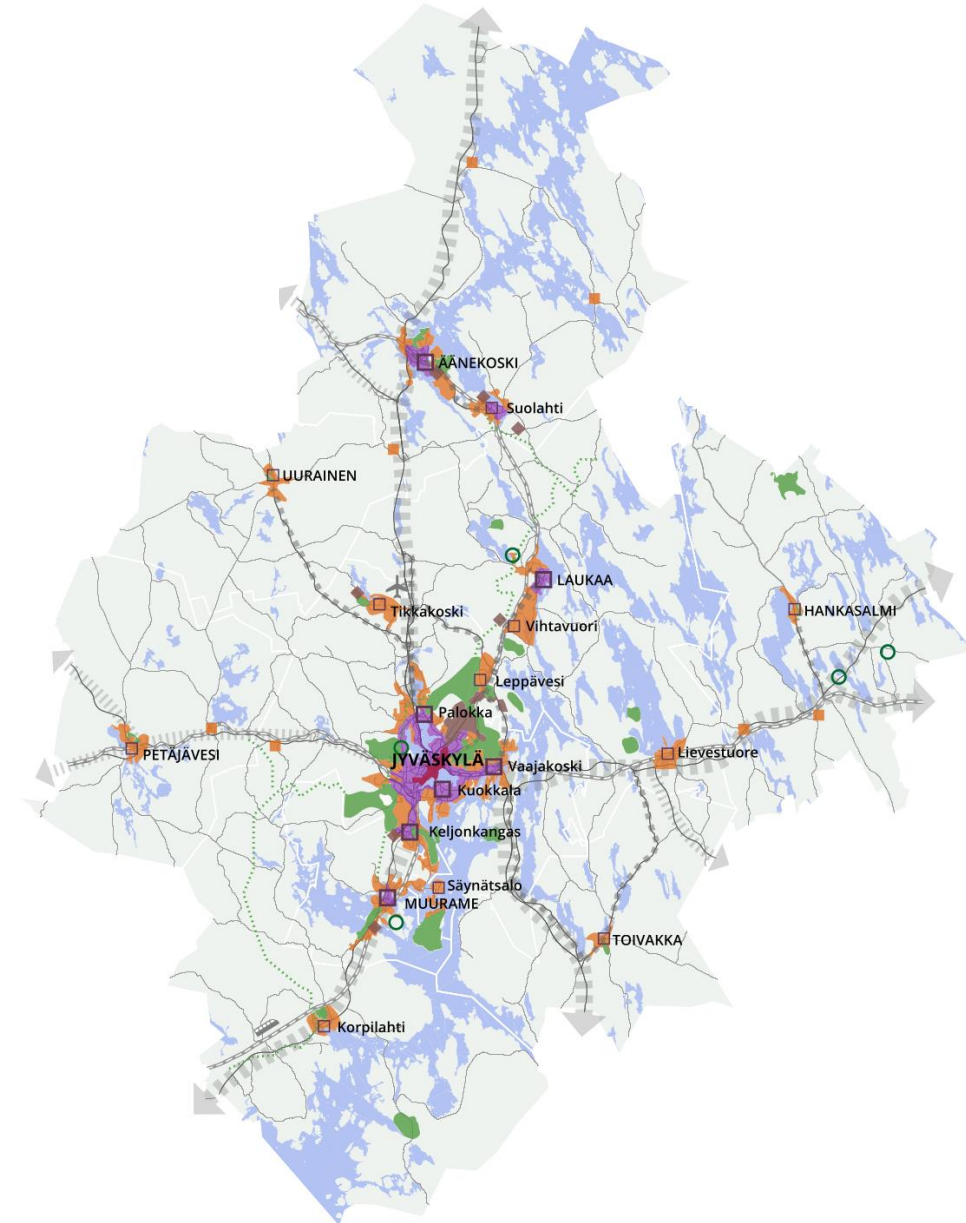 ÄÄNEKOSKI
Suolahti
UURAINEN
LAUKAA
Tikkakoski
HANKASALMI
Vihtavuori
Leppävesi
Palokka
PETÄJÄVESI
Lievestuore
JYVÄSKYLÄ
Vaajakoski
Kuokkala
Keljonkangas
Säynätsalo
MUURAME
TOIVAKKA
Korpilahti